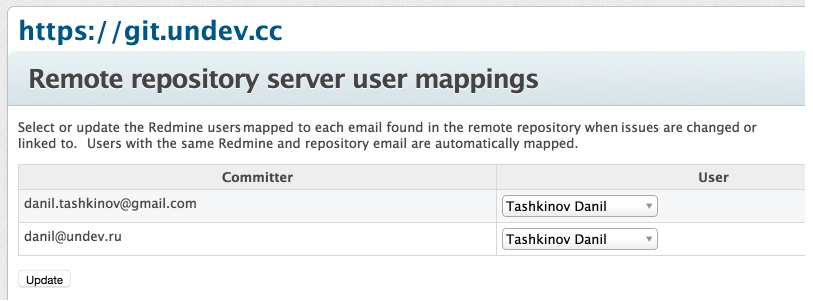 https://git.undev.cc
Remote repository server user mappings
Select or update the Redmine users mapped to each email found in the remote repository when issues are changed or
linked to. Users with the same Redmine and repository email are automatically mapped.
Committer User
danil.tashkinov@gmail.com Tashkinov Danil
danil@undev.ru Tashkinov Danil
Update